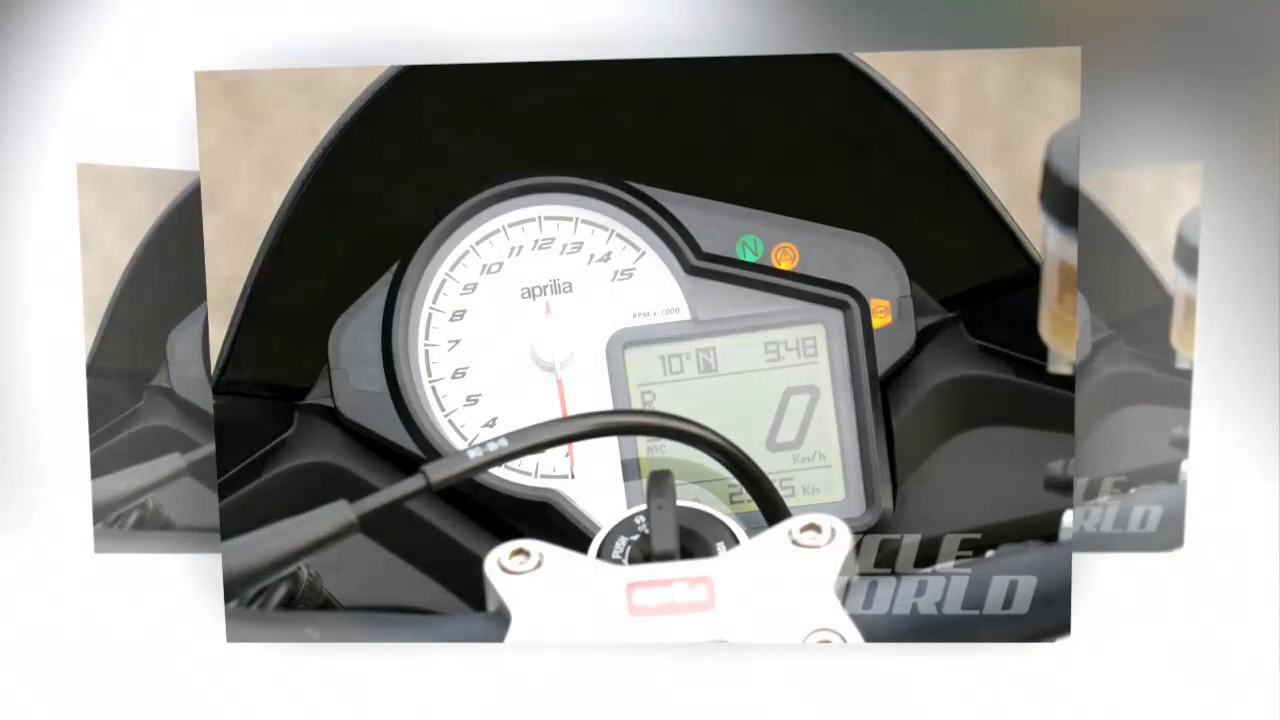 11 12 13
10 14
9 15
8
7
6
5
4
aprilia
RPM x 1000
N
10° N 9:48
R
0
ATC
Km/h
Km
PUSH
aprilia
CYCLE
WORLD